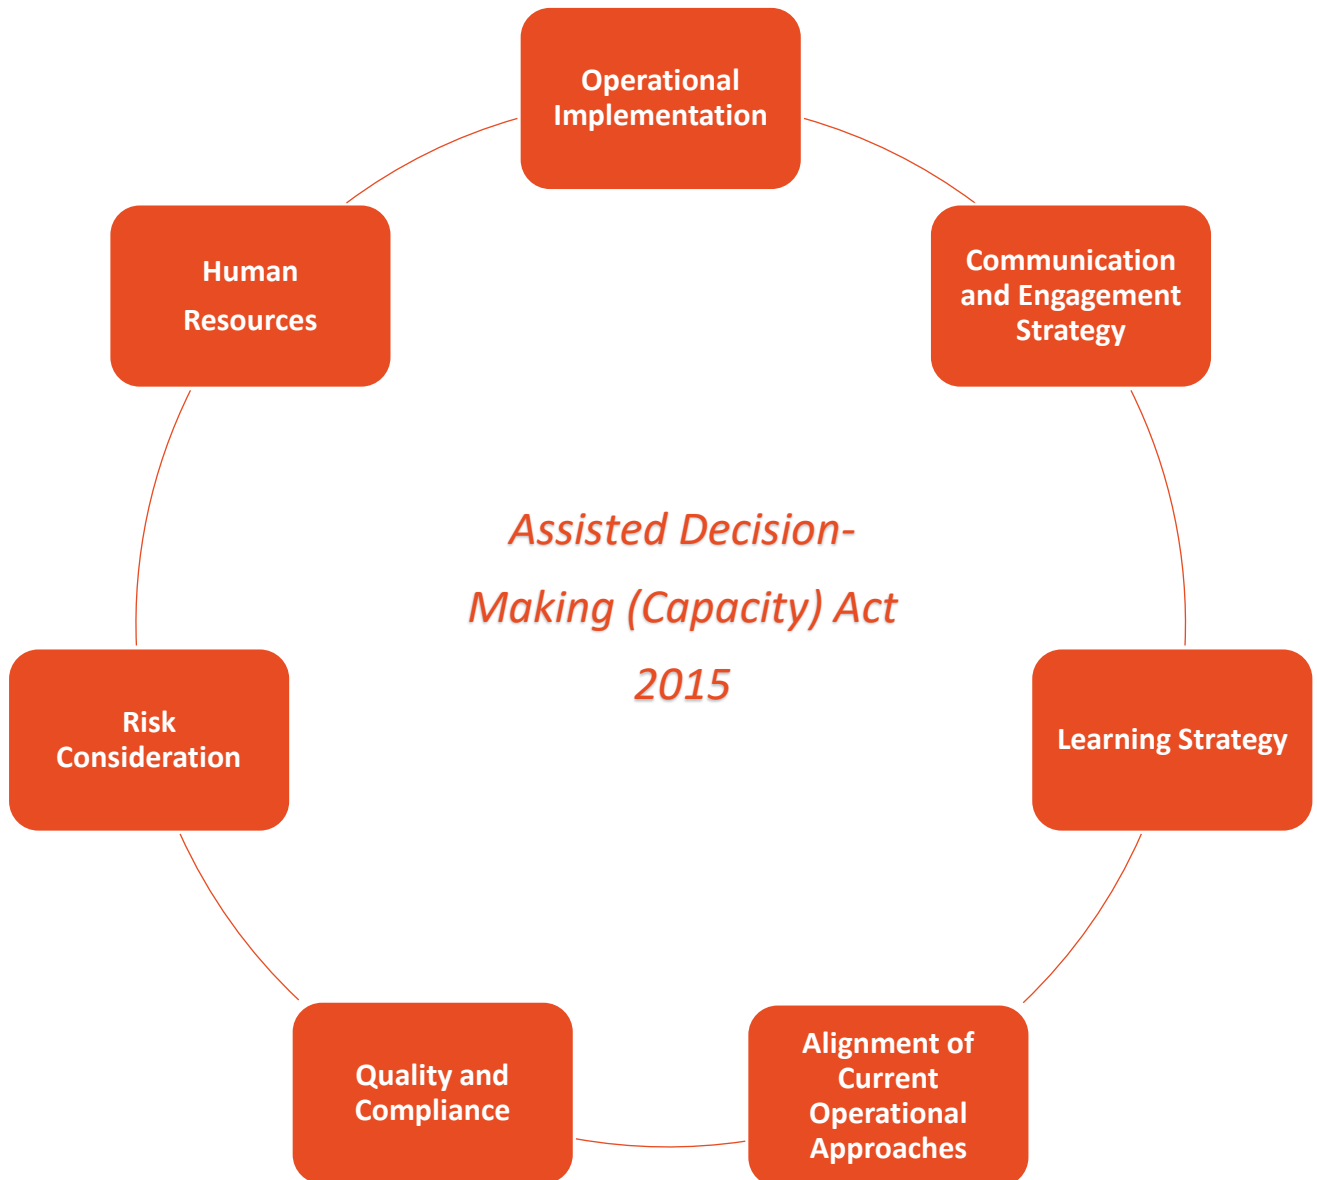 Operational
Implementation
Communication
and Engagement
Strategy
Learning Strategy
Alignment of
Current
Operational
Approaches
Quality and
Compliance
Risk
Consideration
Human
Resources
Assisted Decision-
Making (Capacity) Act
2015